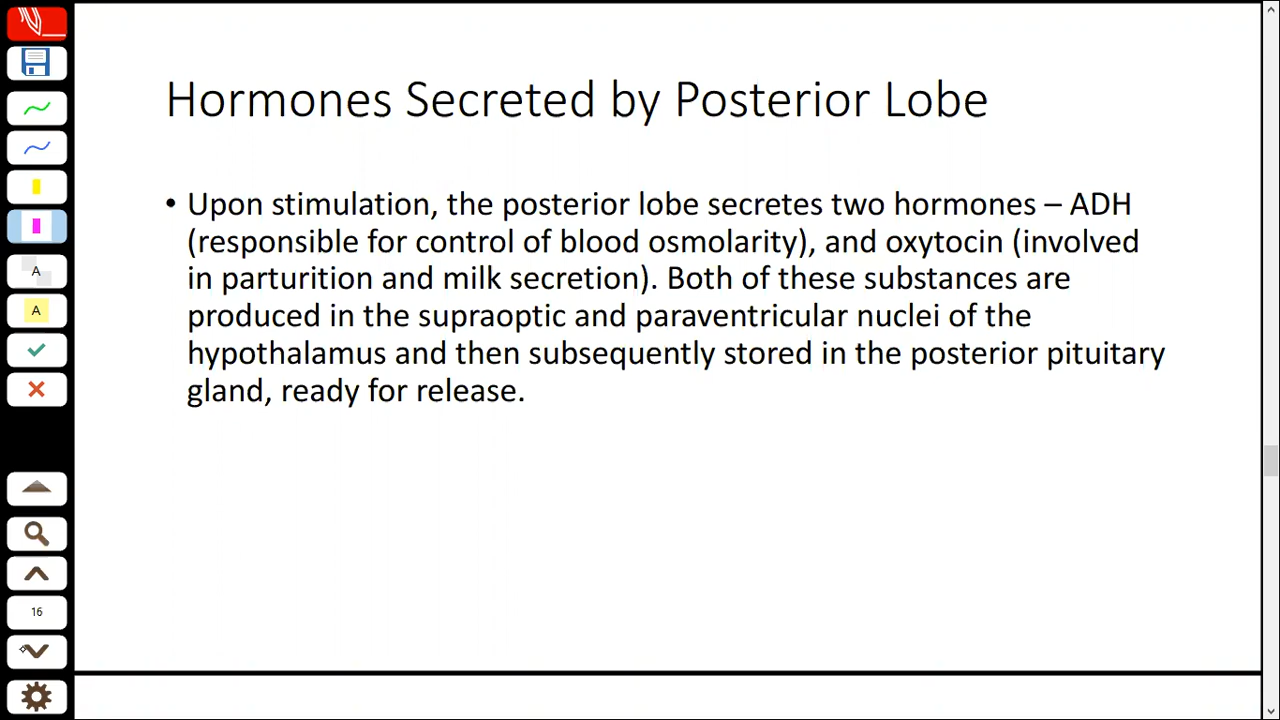 Hormones Secreted by Posterior Lobe
• Upon stimulation, the posterior lobe secretes two hormones – ADH
(responsible for control of blood osmolarity), and oxytocin (involved
in parturition and milk secretion). Both of these substances are
produced in the supraoptic and paraventricular nuclei of the
hypothalamus and then subsequently stored in the posterior pituitary
gland, ready for release.
A
A
16